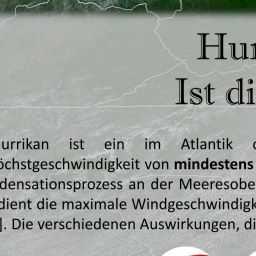 Hur
Ist di
urrikan ist ein im Atlantik
öchstgeschwindigkeit von mindestens
densationsprozess an der Meeresobe
dient die maximale Windgeschwindigk
]. Die verschiedenen Auswirkungen, di